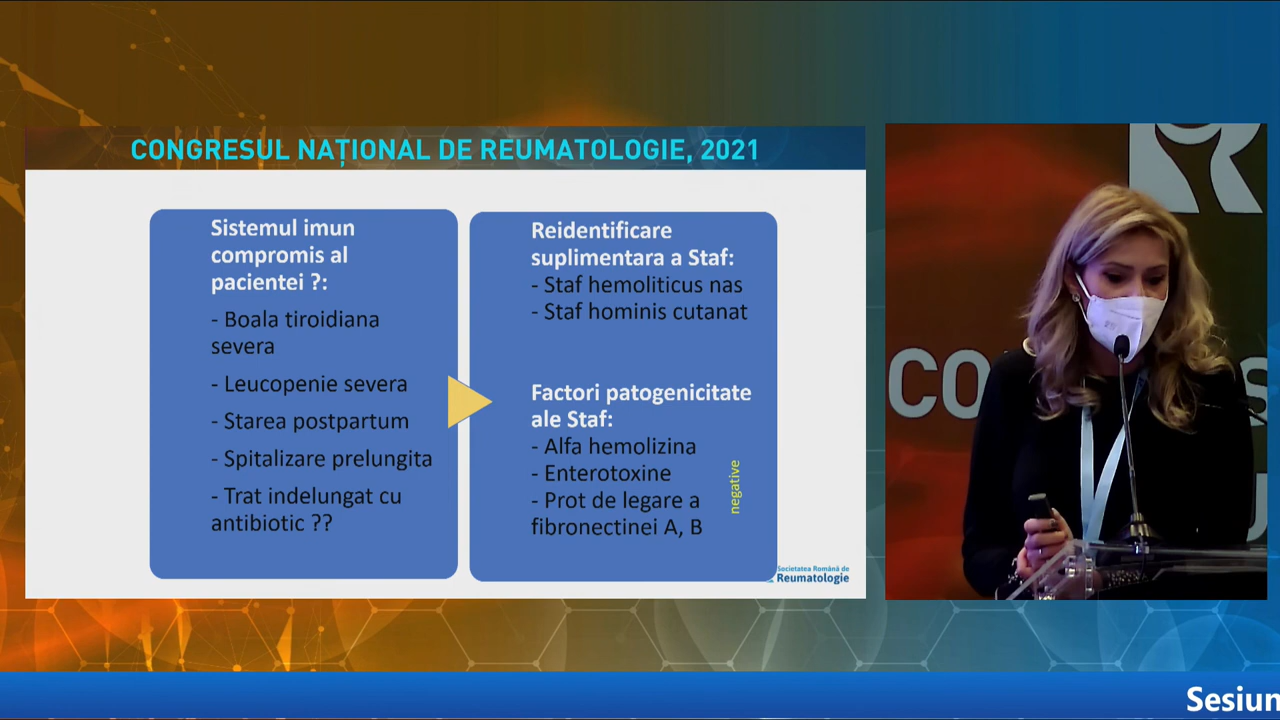 CONGRESUL NAȚIONAL DE REUMATOLOGIE, 2021
Sistemul imun
compromis al
pacientei ?:
- Boala tiroidiana
severa
- Leucopenie severa
- Starea postpartum
- Spitalizare prelungita
- Trat indelungat cu
antibiotic ??
Reidentificare
suplimentara a Staf:
- Staf hemoliticus nas
- Staf hominis cutanat
Factori patogenicitate
ale Staf:
- Alfa hemolizina
- Enterotoxine
- Prot de legare a
fibronectinei A, B
negative
Societatea Română de
Reumatologie
CO
Sesiun